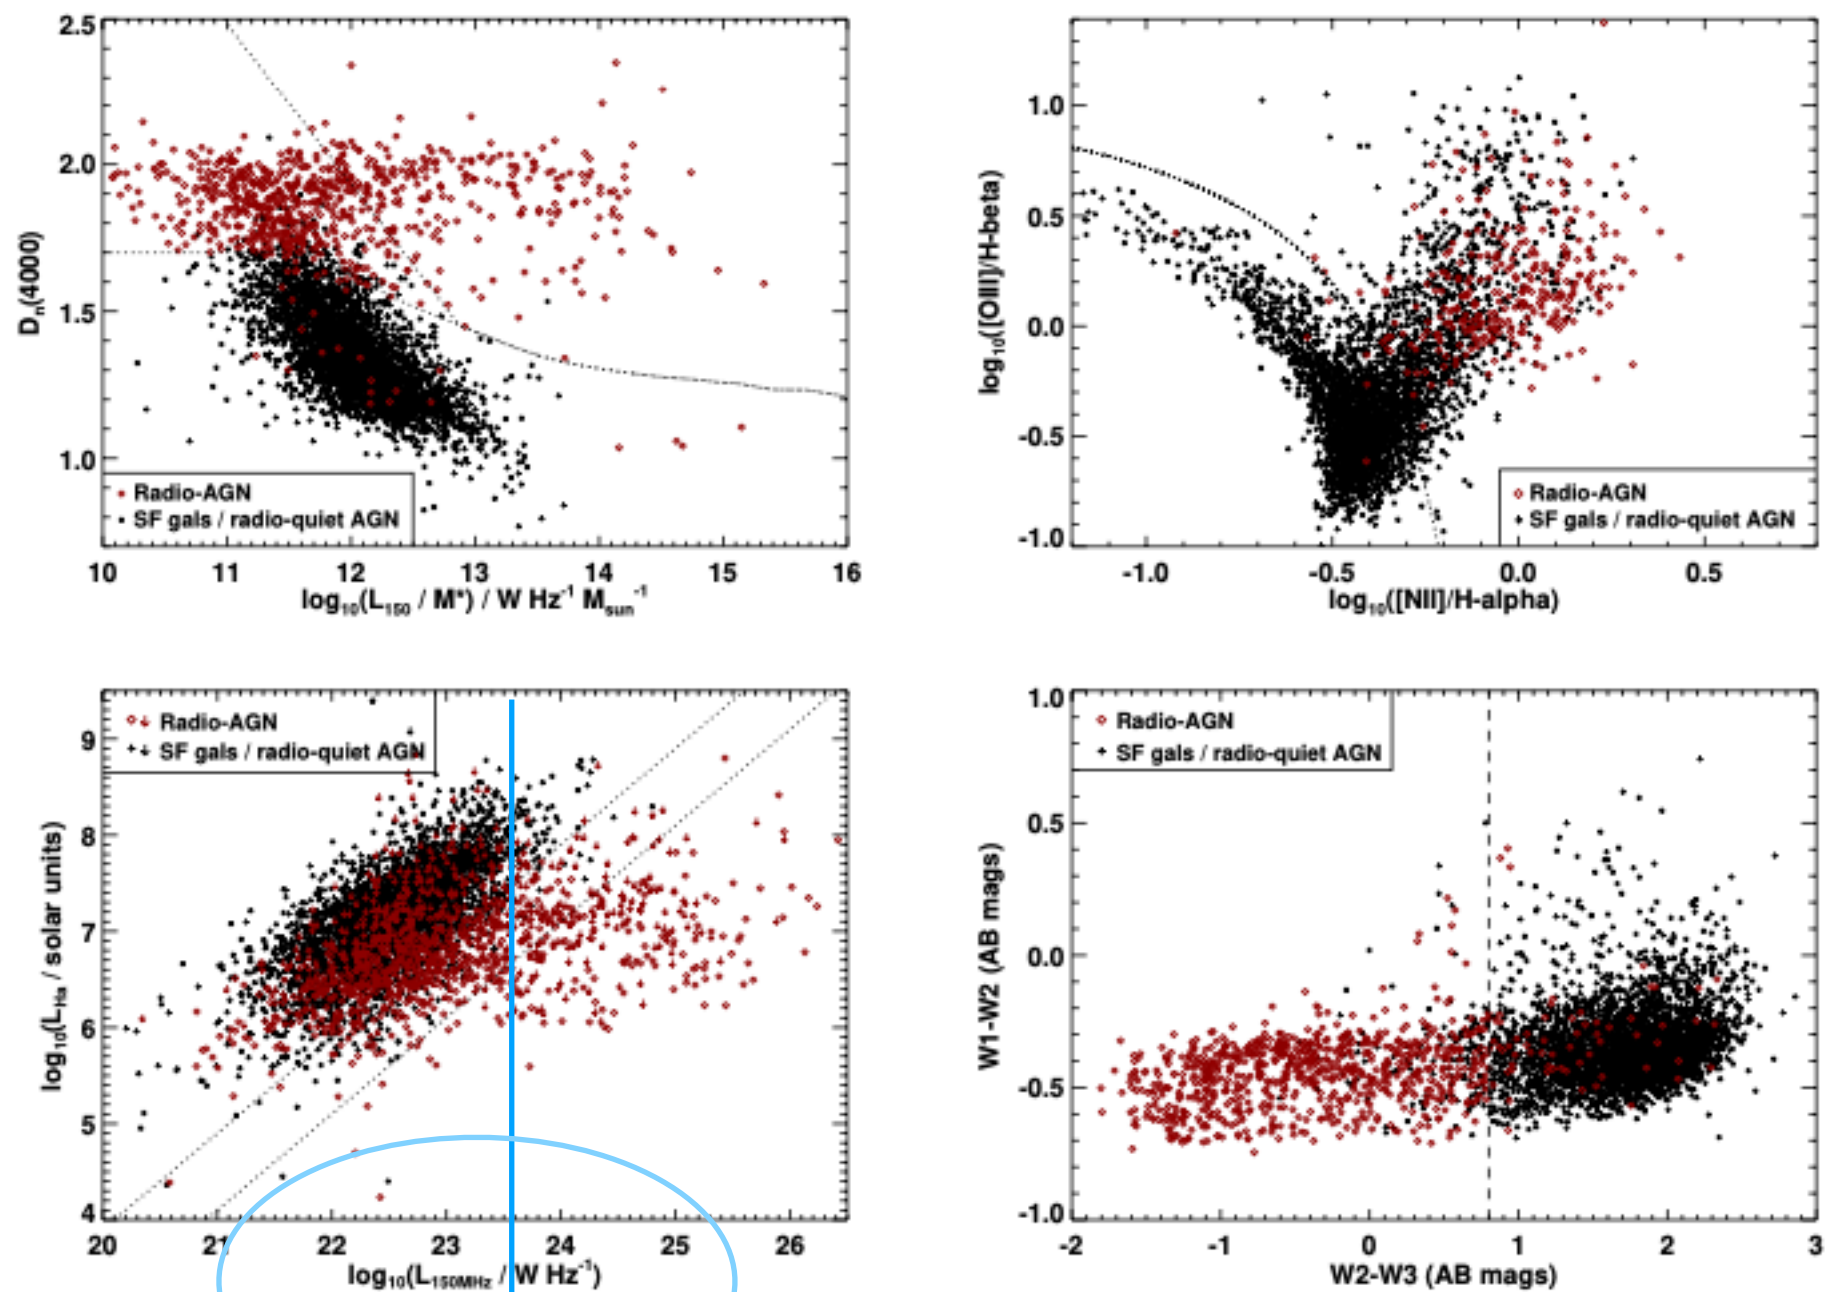 2.5
2.0
1.5
1.0
Dn(4000)
Radio-AGN
SF gals / radio-quiet AGN
10 11 12 13 14 15 16
log10(L150 / M*) / W Hz-1 Msun-1
1.0
0.5
0.0
-0.5
-1.0
log10([OIII]/H-beta)
Radio-AGN
SF gals / radio-quiet AGN
-1.0 -0.5 0.0 0.5
log10([NII]/H-alpha)
9
8
7
6
5
4
log10(LHa / solar units)
Radio-AGN
SF gals / radio-quiet AGN
20 21 22 23 24 25 26
log10(L150MHz / W Hz-1)
1.0
0.5
0.0
-0.5
-1.0
W1-W2 (AB mags)
Radio-AGN
SF gals / radio-quiet AGN
-2 -1 0 1 2 3
W2-W3 (AB mags)